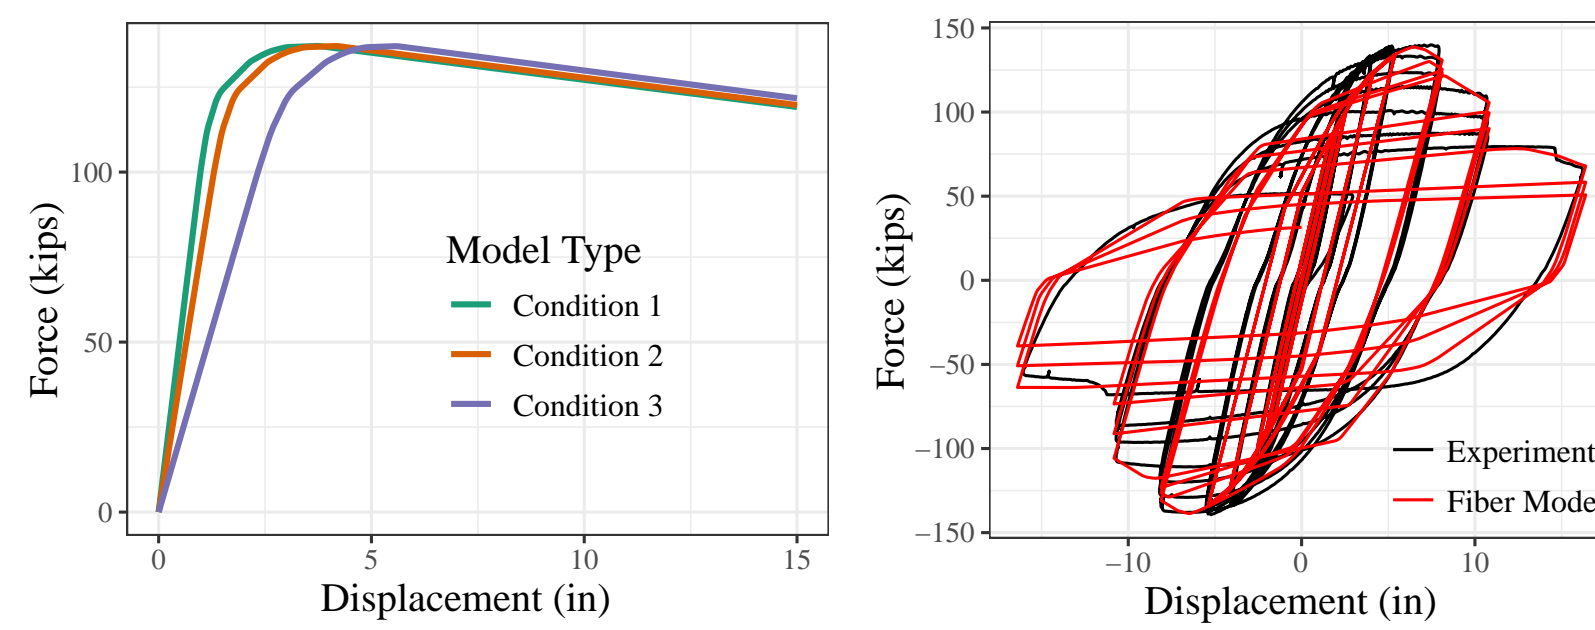 Force (kips)
100
50
0
0
5
10
15
Displacement (in)
Model Type
Condition 1
Condition 2
Condition 3
Force (kips)
150
100
50
0
−50
−100
−150
−10
0
10
Displacement (in)
Experiment
Fiber Mode